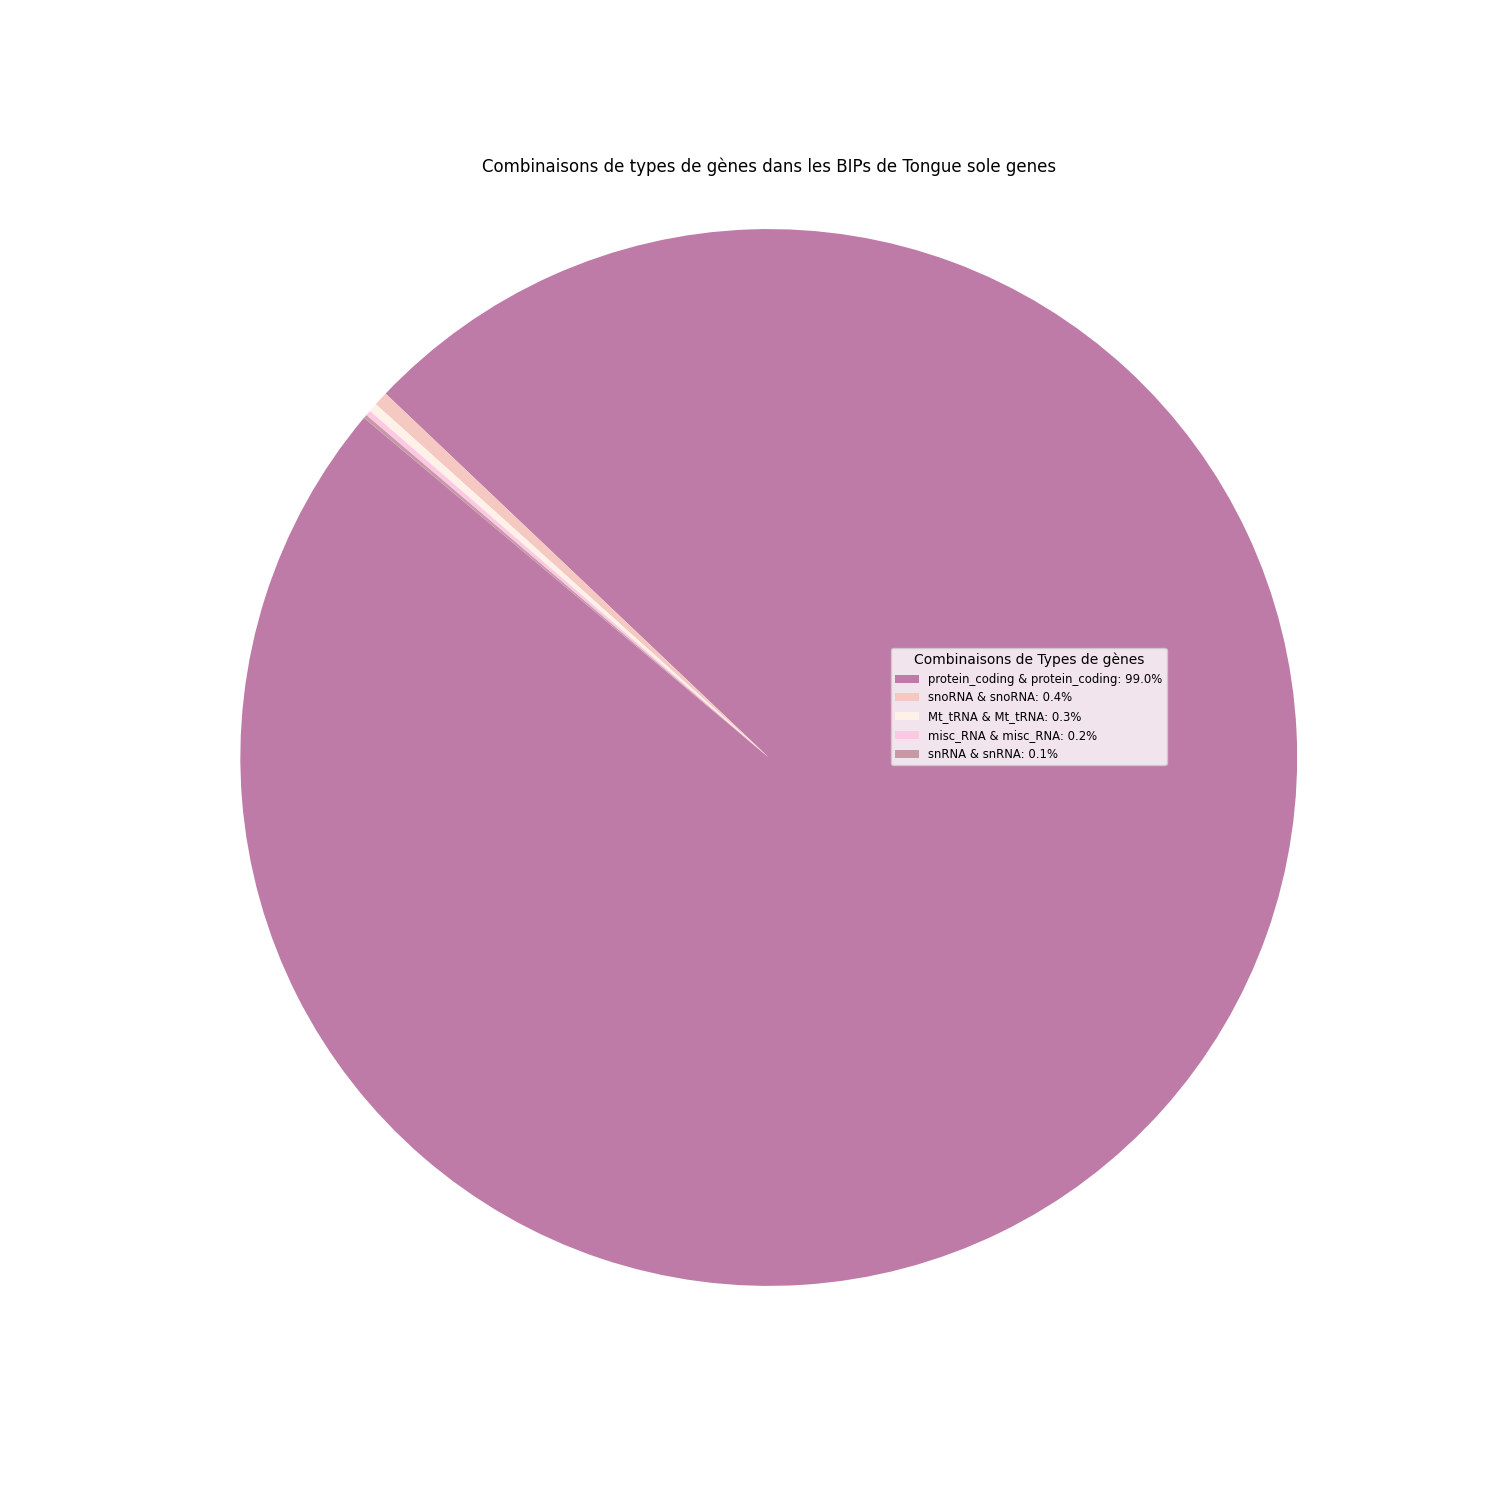 Combinaisons de types de gènes dans les BIPs de Tongue sole genes
Combinaisons de Types de gènes
protein_coding & protein_coding: 99.0%
snoRNA & snoRNA: 0.4%
Mt_tRNA & Mt_tRNA: 0.3%
misc_RNA & misc_RNA: 0.2%
snRNA & snRNA: 0.1%